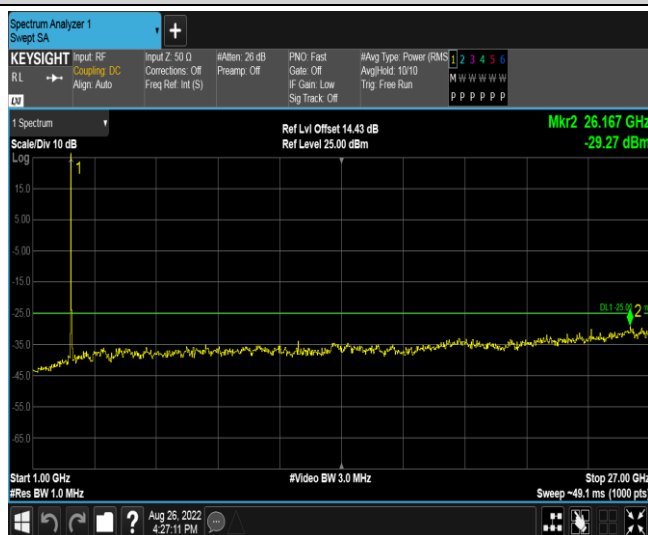 Spectrum Analyzer 1
Swept SA
+
KEYSIGHT
RL
LXI
Input: RF
Coupling: DC
Align: Auto
Input Z: 50 Ω
Corrections: Off
Freq Ref: Int (S)
#Atten: 26 dB
Preamp: Off
PNO: Fast
Gate: Off
IF Gain: Low
Sig Track: Off
#Avg Type: Power (RMS
Avg|Hold: 10/10
Trig: Free Run
1 2 3 4 5 6
M W W W W W
P P P P P P
1 Spectrum
Scale/Div 10 dB
Ref Lvl Offset 14.43 dB
Ref Level 25.00 dBm
Mkr2 26.167 GHz
-29.27 dBm
Log
1
15.0
5.00
-5.00
-15.0
-25.0
DL1 -25.00
2
-35.0
-45.0
-55.0
-65.0
Start 1.00 GHz
#Video BW 3.0 MHz
Stop 27.00 GHz
#Res BW 1.0 MHz
Sweep ~49.1 ms (1000 pts)
?
Aug 26, 2022
4:27:11 PM